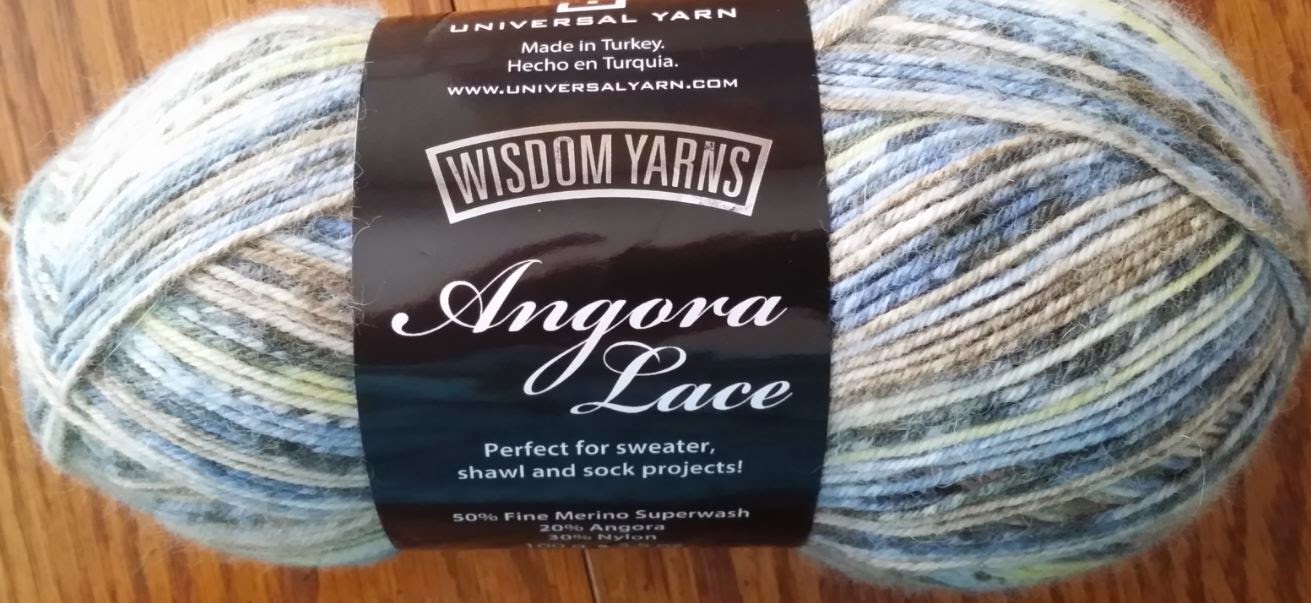 UNIVERSAL YARN
Made in Turkey.
Hecho en Turquia.
WWW.UNIVERSALYARN.COM
WISDOM YARNS
Angora
Lace
Perfect for sweater,
shawl and sock projects!
50% Fine Merino Superwash
20% Angora
30% Nylon